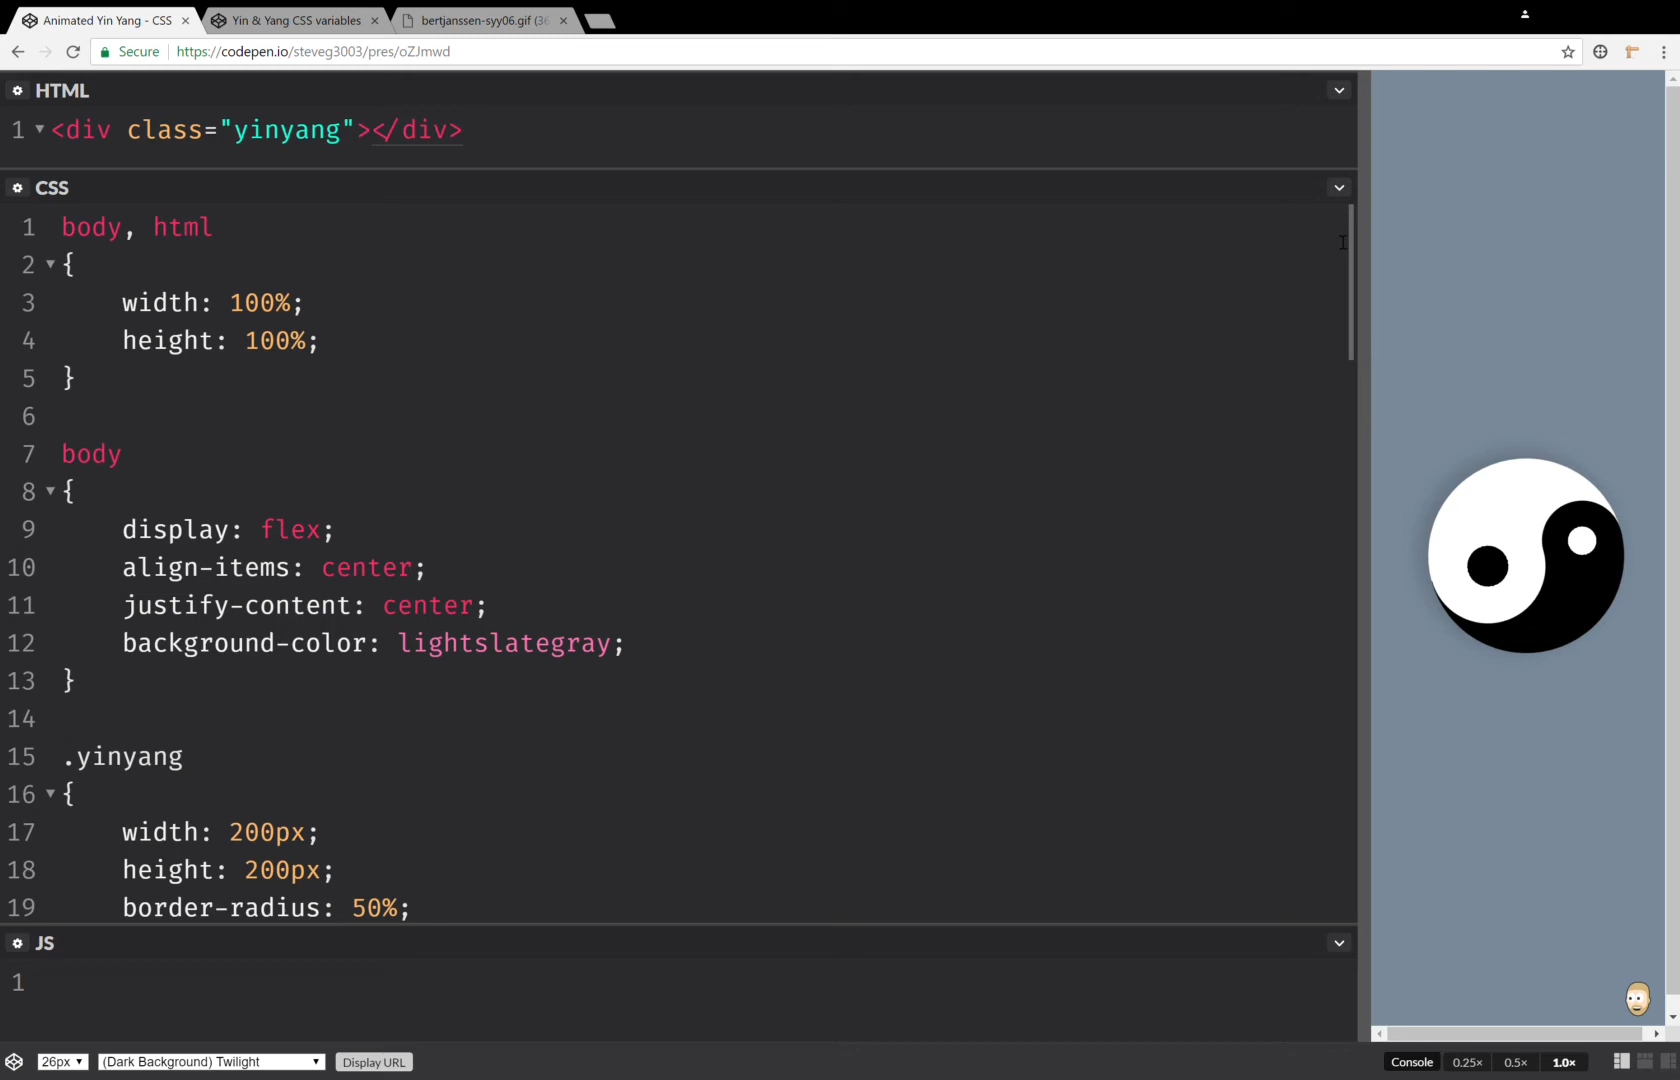 Animated Yin Yang - CSS
Yin & Yang CSS variables
bertjanssen-syy06.gif (36
Secure
https://codepen.io/steveg3003/pres/oZJmwd
HTML
1 <div class="yinyang"></div>
CSS
1 body, html
2 {
3 width: 100%;
4 height: 100%;
5 }
6
7 body
8 {
9 display: flex;
10 align-items: center;
11 justify-content: center;
12 background-color: lightslategray;
13 }
14
15 .yinyang
16 {
17 width: 200px;
18 height: 200px;
19 border-radius: 50%;
JS
1
26px
(Dark Background) Twilight
Display URL
Console
0.25×
0.5×
1.0×